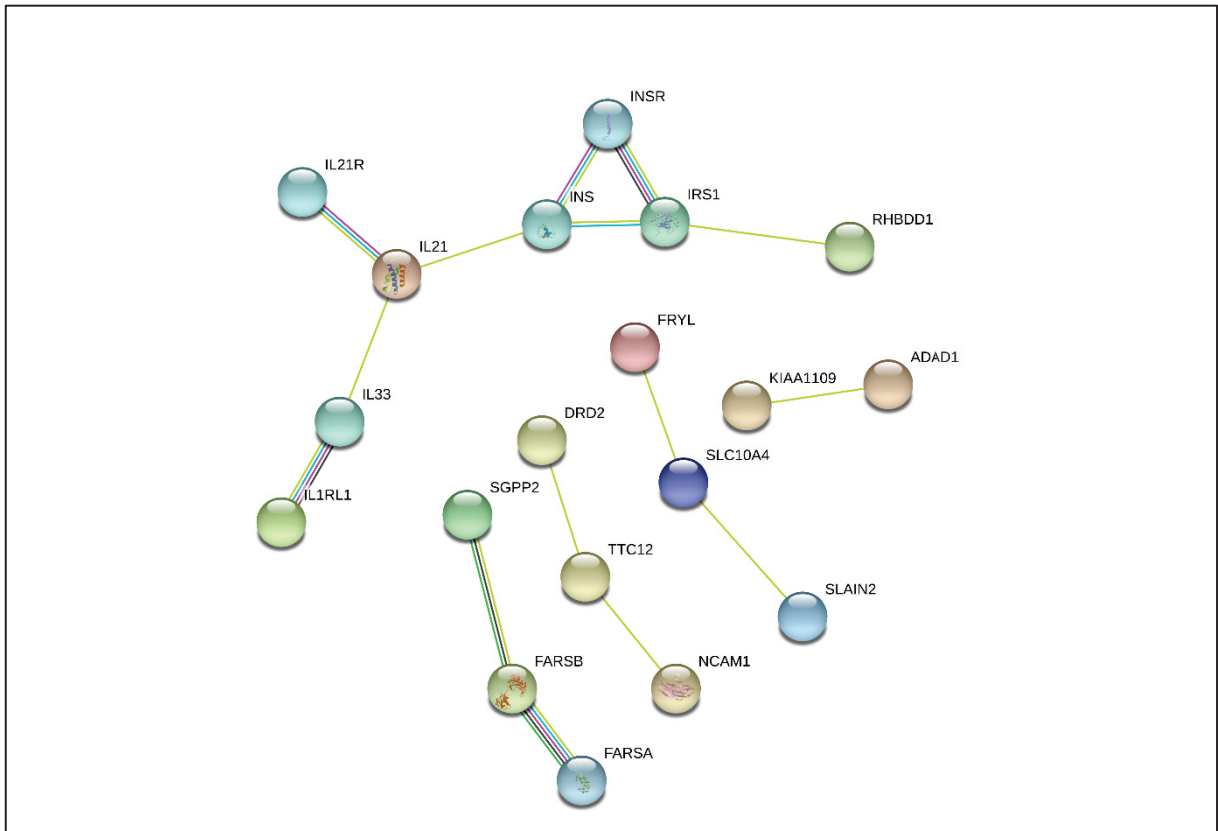 INSR
IL21R
INS
IRS1
RHBDD1
IL21
FRYL
ADAD1
KIAA1109
IL33
DRD2
SLC10A4
SGPP2
IL1RL1
TTC12
SLAIN2
FARSB
NCAM1
FARSA